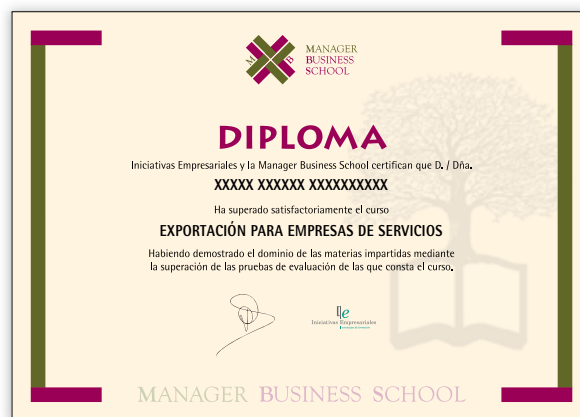 M B B
MANAGER
BUSINESS
SCHOOL
DIPLOMA
Iniciativas Empresariales y la Manager Business School certifican que D. / Dña.
XXXXX XXXXXX XXXXXXXXXX
Ha superado satisfactoriamente el curso
EXPORTACIÓN PARA EMPRESAS DE SERVICIOS
Habiendo demostrado el dominio de las materias impartidas mediante
la superación de las pruebas de evaluación de las que consta el curso.
Iniciativas Empresariales
MANAGER BUSINESS SCHOOL